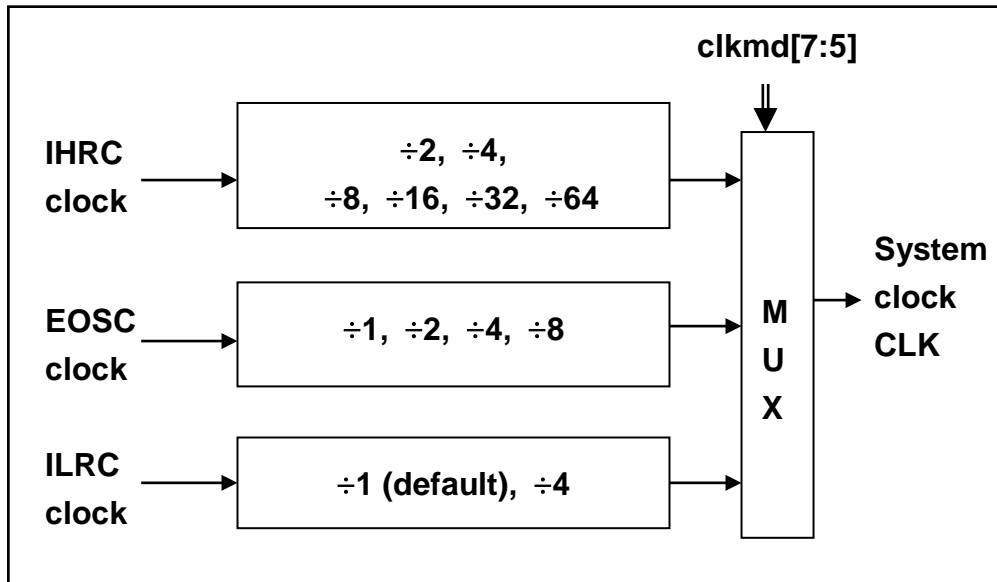 clkmd[7:5]
IHRC
clock
÷2, ÷4,
÷8, ÷16, ÷32, ÷64
EOSC
clock
÷1, ÷2, ÷4, ÷8
ILRC
clock
÷1 (default), ÷4
M
U
X
System
clock
CLK